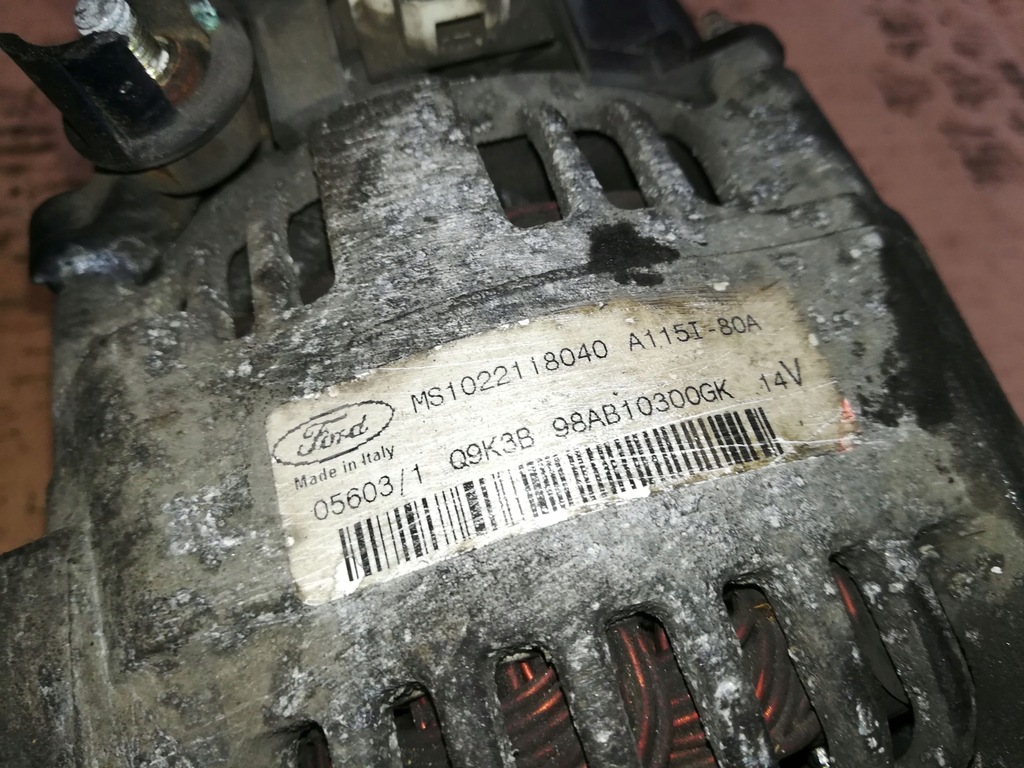 Ford
MS1022118040 A115I-80A
Made in Italy
05603/1 Q9K3B 98AB10300GK 14V